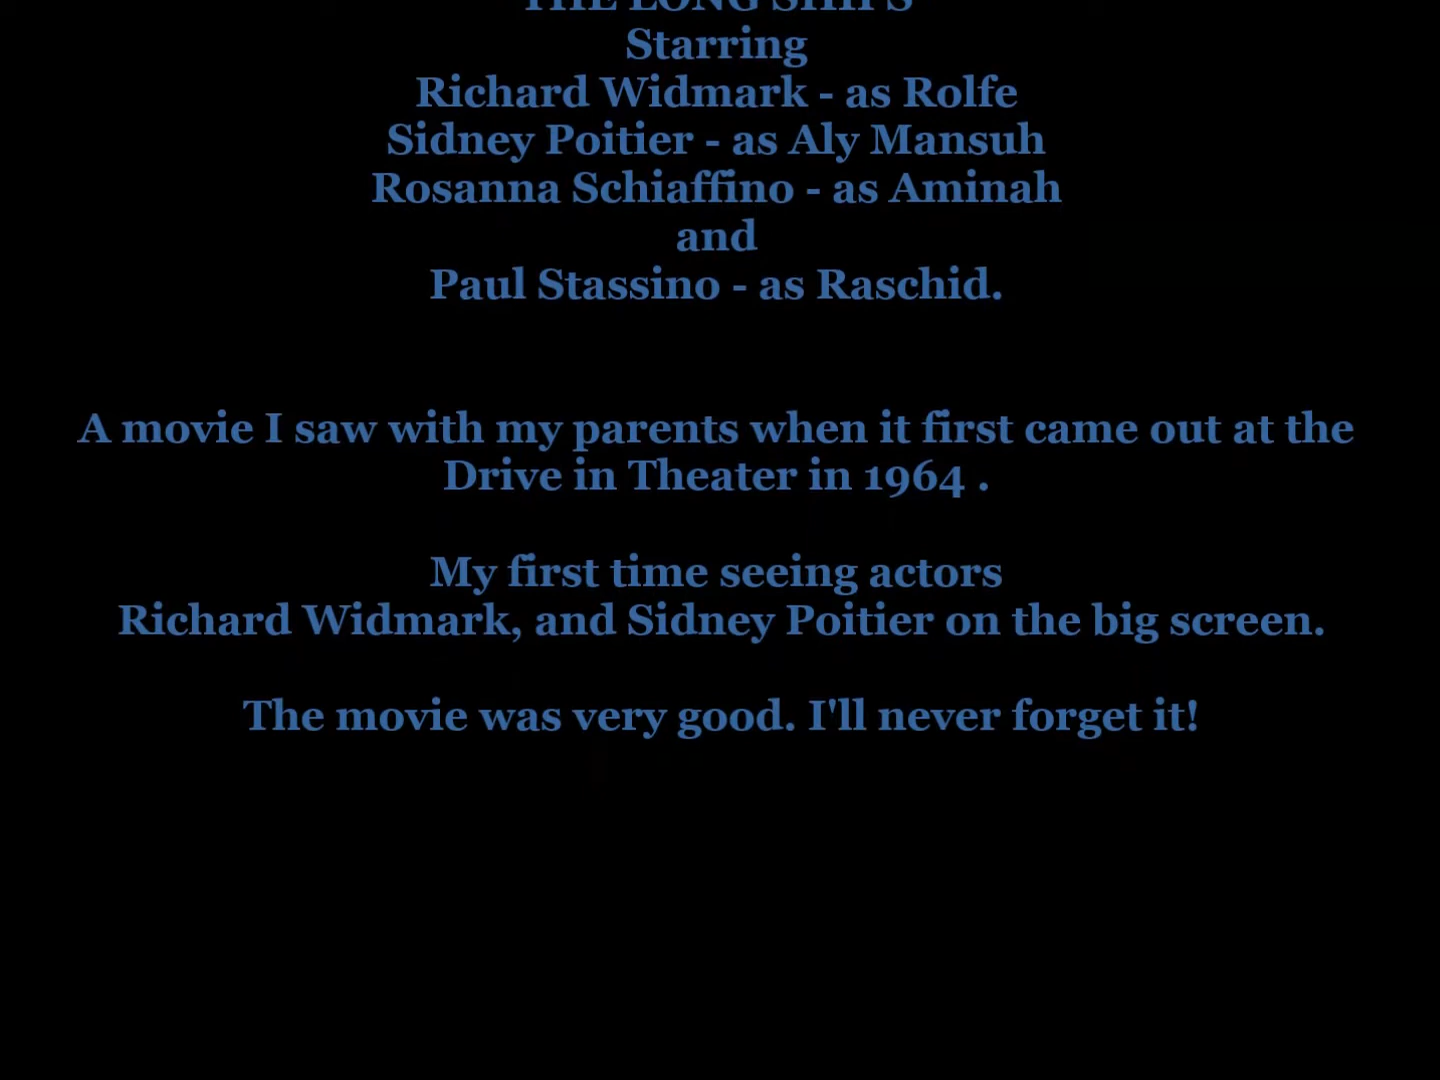 THE LONG SHIPS
Starring
Richard Widmark - as Rolfe
Sidney Poitier - as Aly Mansuh
Rosanna Schiaffino - as Aminah
and
Paul Stassino - as Raschid.
A movie I saw with my parents when it first came out at the
Drive in Theater in 1964 .
My first time seeing actors
Richard Widmark, and Sidney Poitier on the big screen.
The movie was very good. I'll never forget it!